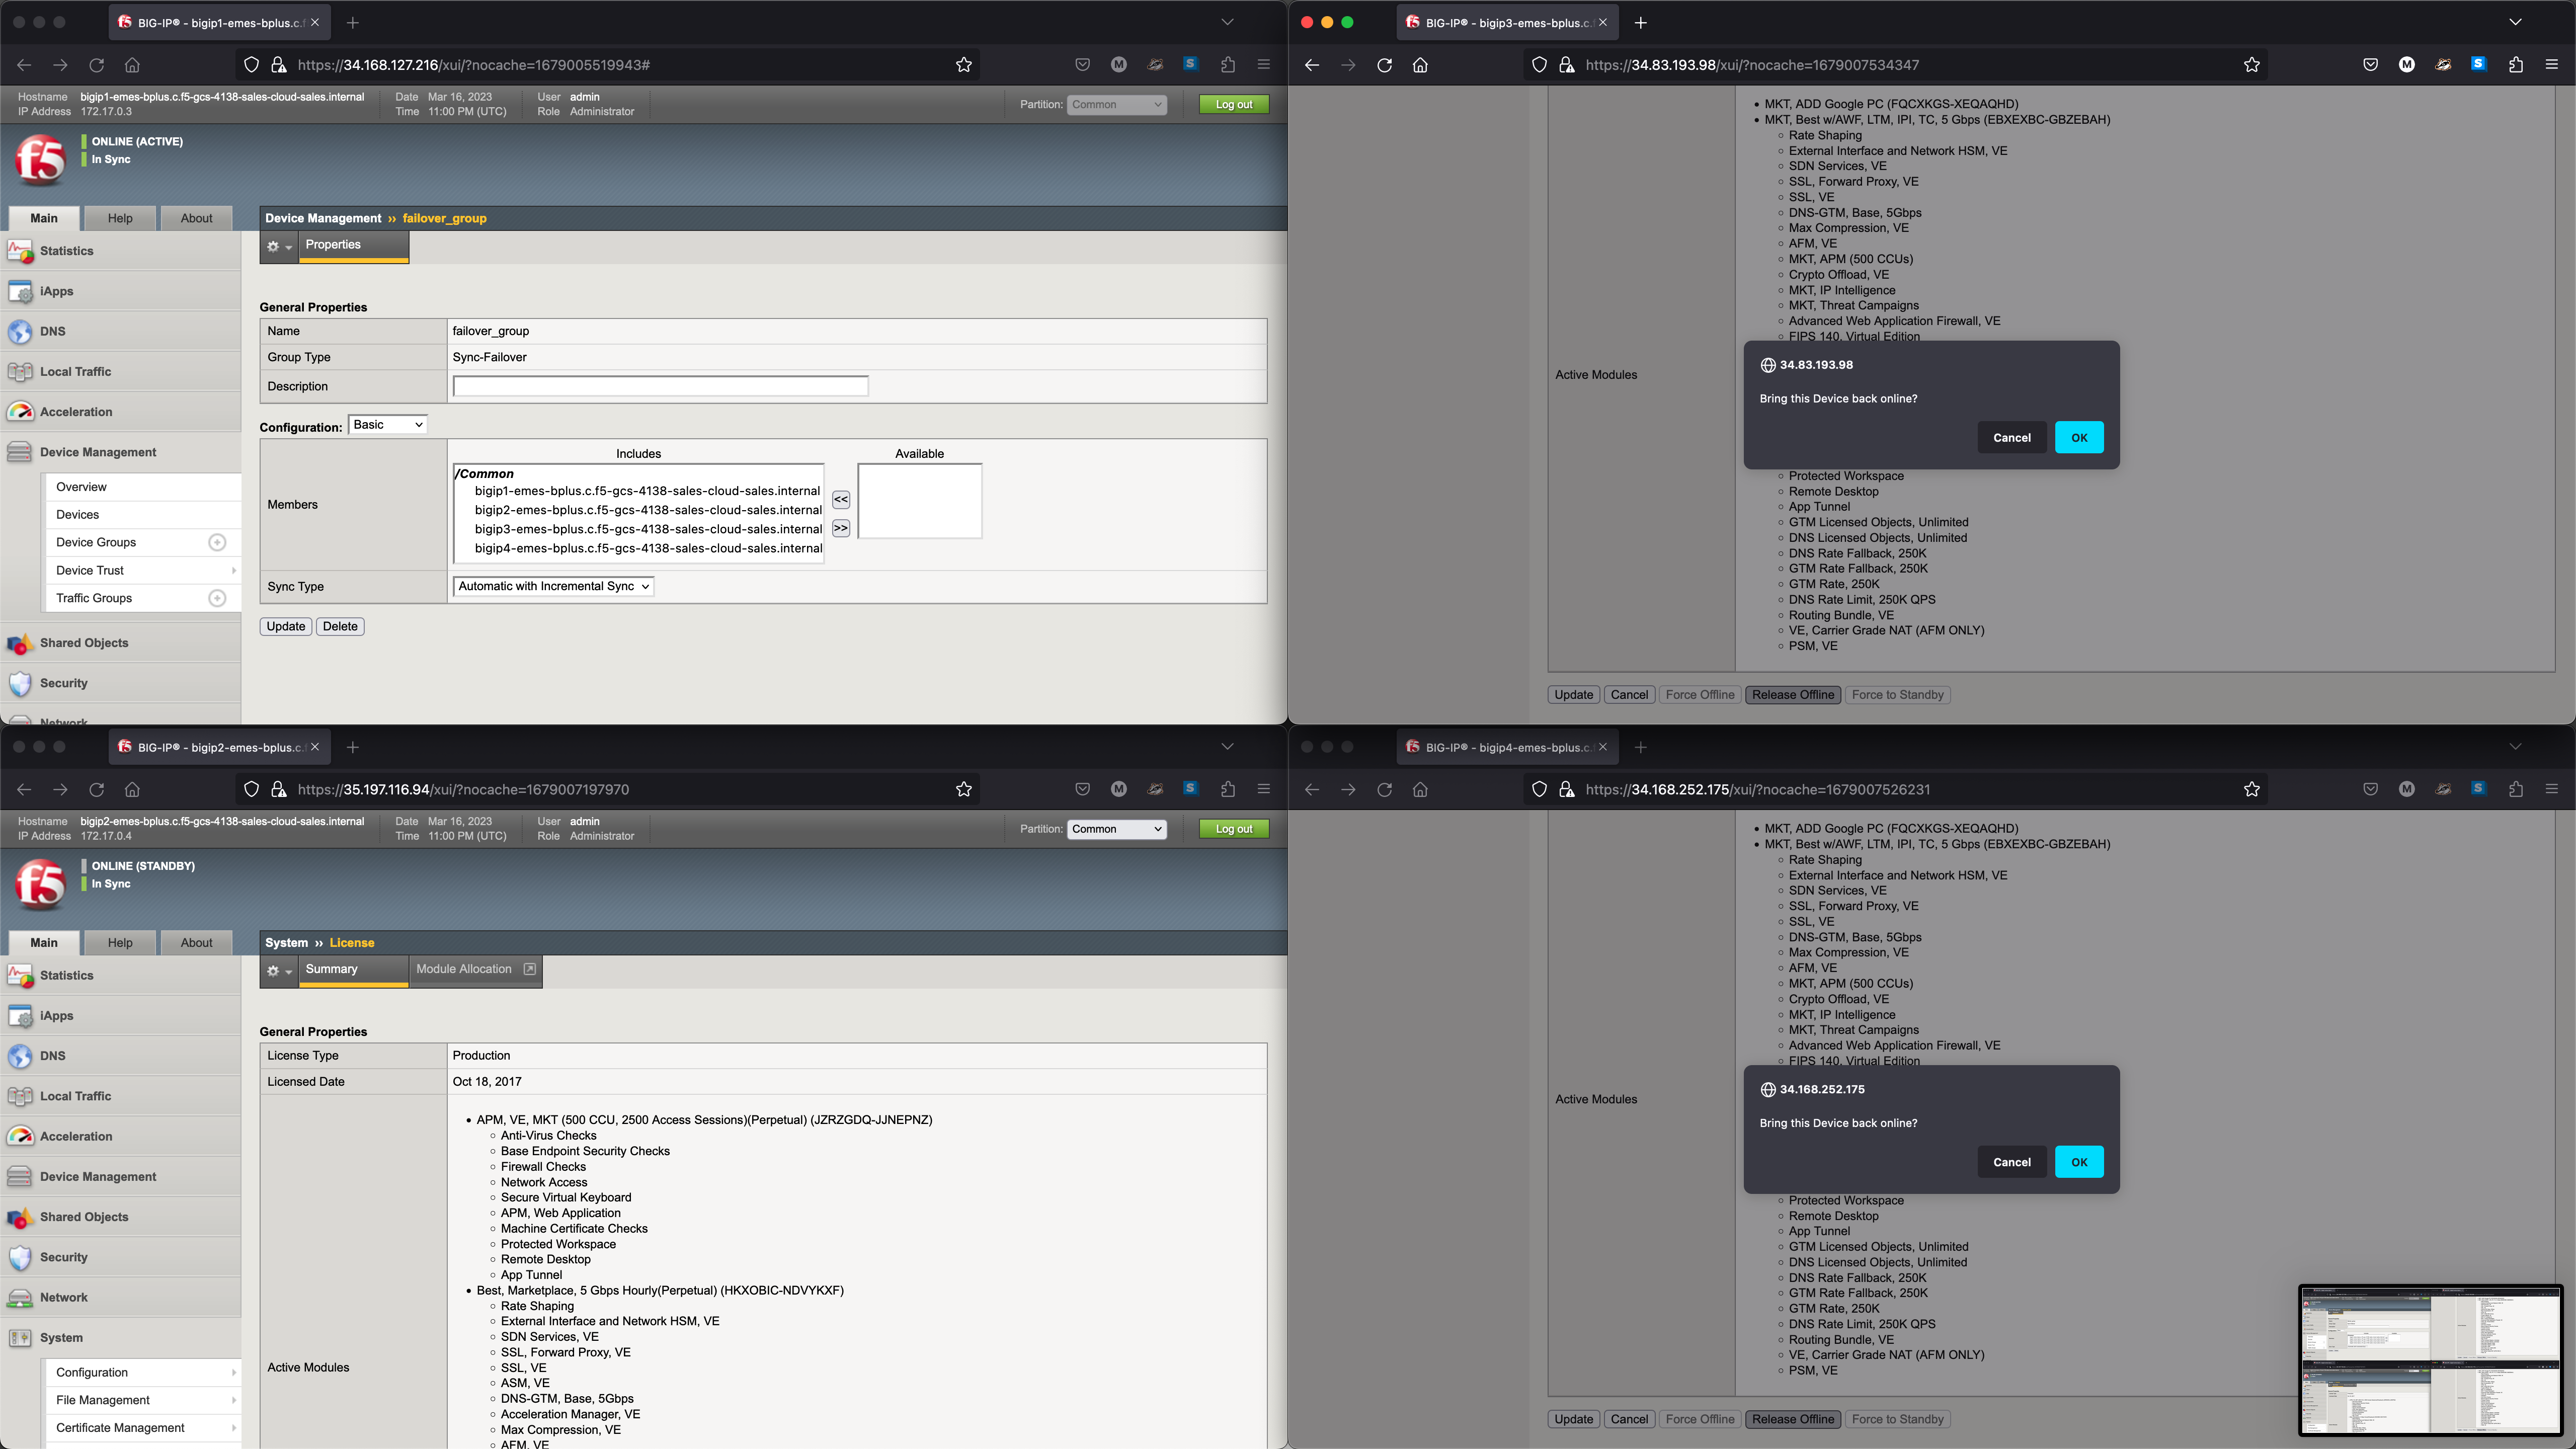 BIG-IP® - bigip1-emes-bplus.c.f
https://34.168.127.216/xui/?nocache=1679005519943#
Hostname bigip1-emes-bplus.c.f5-gcs-4138-sales-cloud-sales.internal Date Mar 16, 2023 User admin
IP Address 172.17.0.3 Time 11:00 PM (UTC) Role Administrator
Partition: Common Log out
f5
ONLINE (ACTIVE)
In Sync
Main Help About
Device Management ›› failover_group
Properties
Statistics
iApps
DNS
Local Traffic
Acceleration
Device Management
Overview
Devices
Device Groups
Device Trust
Traffic Groups
Shared Objects
Security
Network
General Properties
Name failover_group
Group Type Sync-Failover
Description
Configuration: Basic
Includes Available
Members
/Common
bigip1-emes-bplus.c.f5-gcs-4138-sales-cloud-sales.internal
bigip2-emes-bplus.c.f5-gcs-4138-sales-cloud-sales.internal
bigip3-emes-bplus.c.f5-gcs-4138-sales-cloud-sales.internal
bigip4-emes-bplus.c.f5-gcs-4138-sales-cloud-sales.internal
<<
>>
Sync Type Automatic with Incremental Sync
Update Delete
BIG-IP® - bigip3-emes-bplus.c.f
https://34.83.193.98/xui/?nocache=1679007534347
MKT, ADD Google PC (FQCXKGS-XEQAQHD)
MKT, Best w/AWF, LTM, IPI, TC, 5 Gbps (EBXEXBC-GBZEBAH)
Rate Shaping
External Interface and Network HSM, VE
SDN Services, VE
SSL, Forward Proxy, VE
SSL, VE
DNS-GTM, Base, 5Gbps
Max Compression, VE
AFM, VE
MKT, APM (500 CCUs)
Crypto Offload, VE
MKT, IP Intelligence
MKT, Threat Campaigns
Advanced Web Application Firewall, VE
FIPS 140, Virtual Edition
Active Modules
34.83.193.98
Bring this Device back online?
Cancel OK
Protected Workspace
Remote Desktop
App Tunnel
GTM Licensed Objects, Unlimited
DNS Licensed Objects, Unlimited
DNS Rate Fallback, 250K
GTM Rate Fallback, 250K
GTM Rate, 250K
DNS Rate Limit, 250K QPS
Routing Bundle, VE
VE, Carrier Grade NAT (AFM ONLY)
PSM, VE
Update Cancel Force Offline Release Offline Force to Standby
BIG-IP® - bigip2-emes-bplus.c.f
https://35.197.116.94/xui/?nocache=1679007197970
Hostname bigip2-emes-bplus.c.f5-gcs-4138-sales-cloud-sales.internal Date Mar 16, 2023 User admin
IP Address 172.17.0.4 Time 11:00 PM (UTC) Role Administrator
Partition: Common Log out
f5
ONLINE (STANDBY)
In Sync
Main Help About
System ›› License
Summary Module Allocation
Statistics
iApps
DNS
Local Traffic
Acceleration
Device Management
Shared Objects
Security
Network
System
Configuration
File Management
Certificate Management
General Properties
License Type Production
Licensed Date Oct 18, 2017
Active Modules
APM, VE, MKT (500 CCU, 2500 Access Sessions)(Perpetual) (JZRZGDQ-JJNEPNZ)
Anti-Virus Checks
Base Endpoint Security Checks
Firewall Checks
Network Access
Secure Virtual Keyboard
APM, Web Application
Machine Certificate Checks
Protected Workspace
Remote Desktop
App Tunnel
Best, Marketplace, 5 Gbps Hourly(Perpetual) (HKXOBIC-NDVYKXF)
Rate Shaping
External Interface and Network HSM, VE
SDN Services, VE
SSL, Forward Proxy, VE
SSL, VE
ASM, VE
DNS-GTM, Base, 5Gbps
Acceleration Manager, VE
Max Compression, VE
AFM, VE
BIG-IP® - bigip4-emes-bplus.c.f
https://34.168.252.175/xui/?nocache=1679007526231
MKT, ADD Google PC (FQCXKGS-XEQAQHD)
MKT, Best w/AWF, LTM, IPI, TC, 5 Gbps (EBXEXBC-GBZEBAH)
Rate Shaping
External Interface and Network HSM, VE
SDN Services, VE
SSL, Forward Proxy, VE
SSL, VE
DNS-GTM, Base, 5Gbps
Max Compression, VE
AFM, VE
MKT, APM (500 CCUs)
Crypto Offload, VE
MKT, IP Intelligence
MKT, Threat Campaigns
Advanced Web Application Firewall, VE
FIPS 140, Virtual Edition
Active Modules
34.168.252.175
Bring this Device back online?
Cancel OK
Protected Workspace
Remote Desktop
App Tunnel
GTM Licensed Objects, Unlimited
DNS Licensed Objects, Unlimited
DNS Rate Fallback, 250K
GTM Rate Fallback, 250K
GTM Rate, 250K
DNS Rate Limit, 250K QPS
Routing Bundle, VE
VE, Carrier Grade NAT (AFM ONLY)
PSM, VE
Update Cancel Force Offline Release Offline Force to Standby